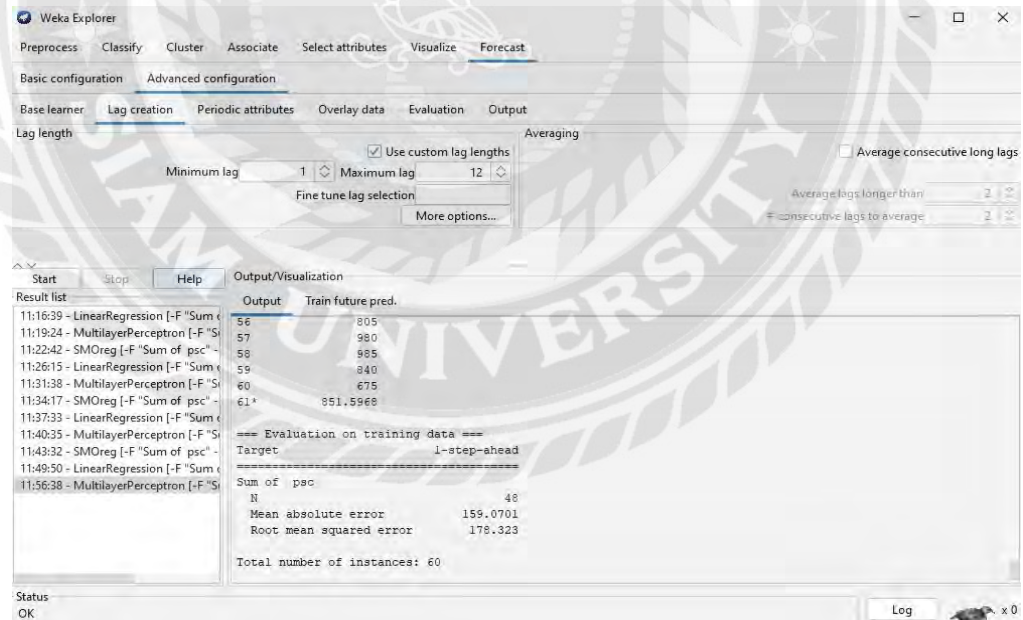 Weka Explorer
Preprocess Classify Cluster Associate Select attributes Visualize Forecast
Basic configuration Advanced configuration
Base learner Lag creation Periodic attributes Overlay data Evaluation Output
Lag length
Use custom lag lengths
Minimum lag 1 Maximum lag 12
Fine tune lag selection
More options...
Averaging
Average consecutive long lags
Average lags longer than 2
# consecutive lags to average 2
Start Stop Help
Result list
11:16:39 - LinearRegression [-F "Sum
11:19:24 - MultilayerPerceptron [-F "S
11:22:42 - SMOreg [-F "Sum of psc" -
11:26:15 - LinearRegression [-F "Sum
11:31:38 - MultilayerPerceptron [-F "S
11:34:17 - SMOreg [-F "Sum of psc" -
11:37:33 - LinearRegression [-F "Sum
11:40:35 - MultilayerPerceptron [-F "S
11:43:32 - SMOreg [-F "Sum of psc" -
11:49:50 - LinearRegression [-F "Sum
11:56:38 - MultilayerPerceptron [-F "S
Output/Visualization
Output Train future pred.
56 805
57 980
58 985
59 840
60 675
61* 851.5968
=== Evaluation on training data ===
Target 1-step-ahead
=======================================
Sum of psc
N 48
Mean absolute error 159.0701
Root mean squared error 178.323
Total number of instances: 60
Status
OK
Log x 0
SIAM UNIVERSITY